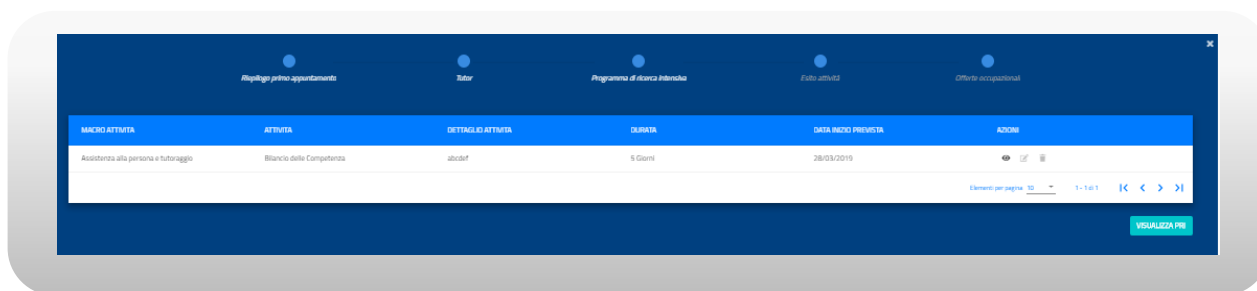 ×
Riepilogo primo appuntamento Tutor Programma di ricerca intensiva Esito attività Offerte occupazionali
MACRO ATTIVITA ATTIVITA DETTAGLIO ATTIVITA DURATA DATA INIZIO PREVISTA AZIONI
Assistenza alla persona e tutoraggio Bilancio delle Competenza abcdef 5 Giorni 28/03/2019
Elementi per pagina 10 1 - 1 di 1
VISUALIZZA PRI